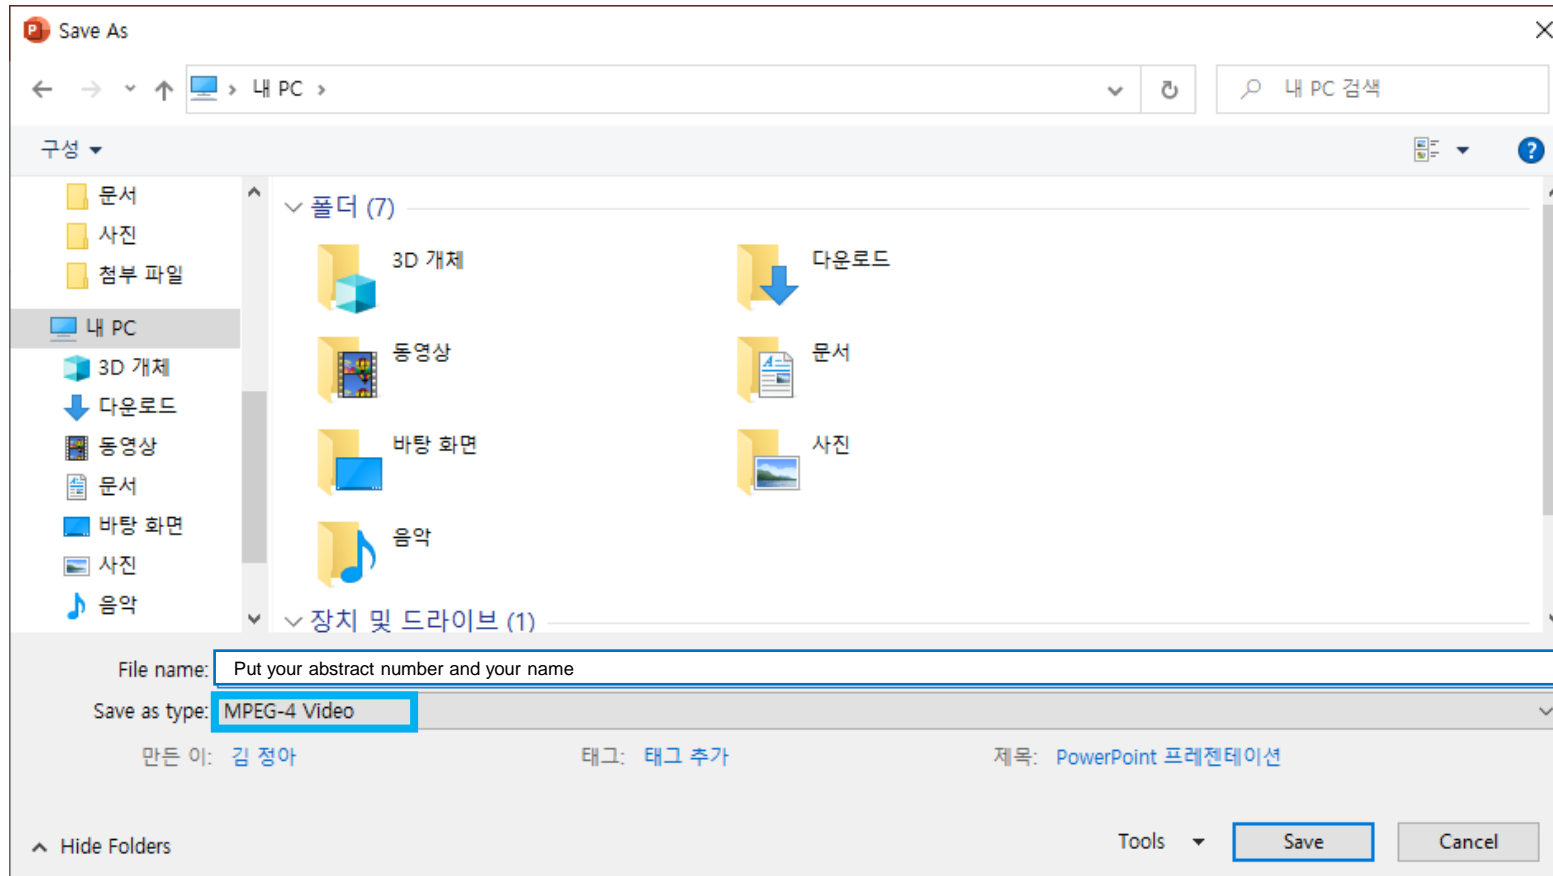 Save As
내 PC
내 PC 검색
구성
문서
사진
첨부 파일
내 PC
3D 개체
다운로드
동영상
문서
바탕 화면
사진
음악
폴더 (7)
3D 개체
다운로드
동영상
문서
바탕 화면
사진
음악
장치 및 드라이브 (1)
File name: Put your abstract number and your name
Save as type: MPEG-4 Video
만든 이: 김 정아 태그: 태그 추가 제목: PowerPoint 프레젠테이션
Hide Folders Tools Save Cancel